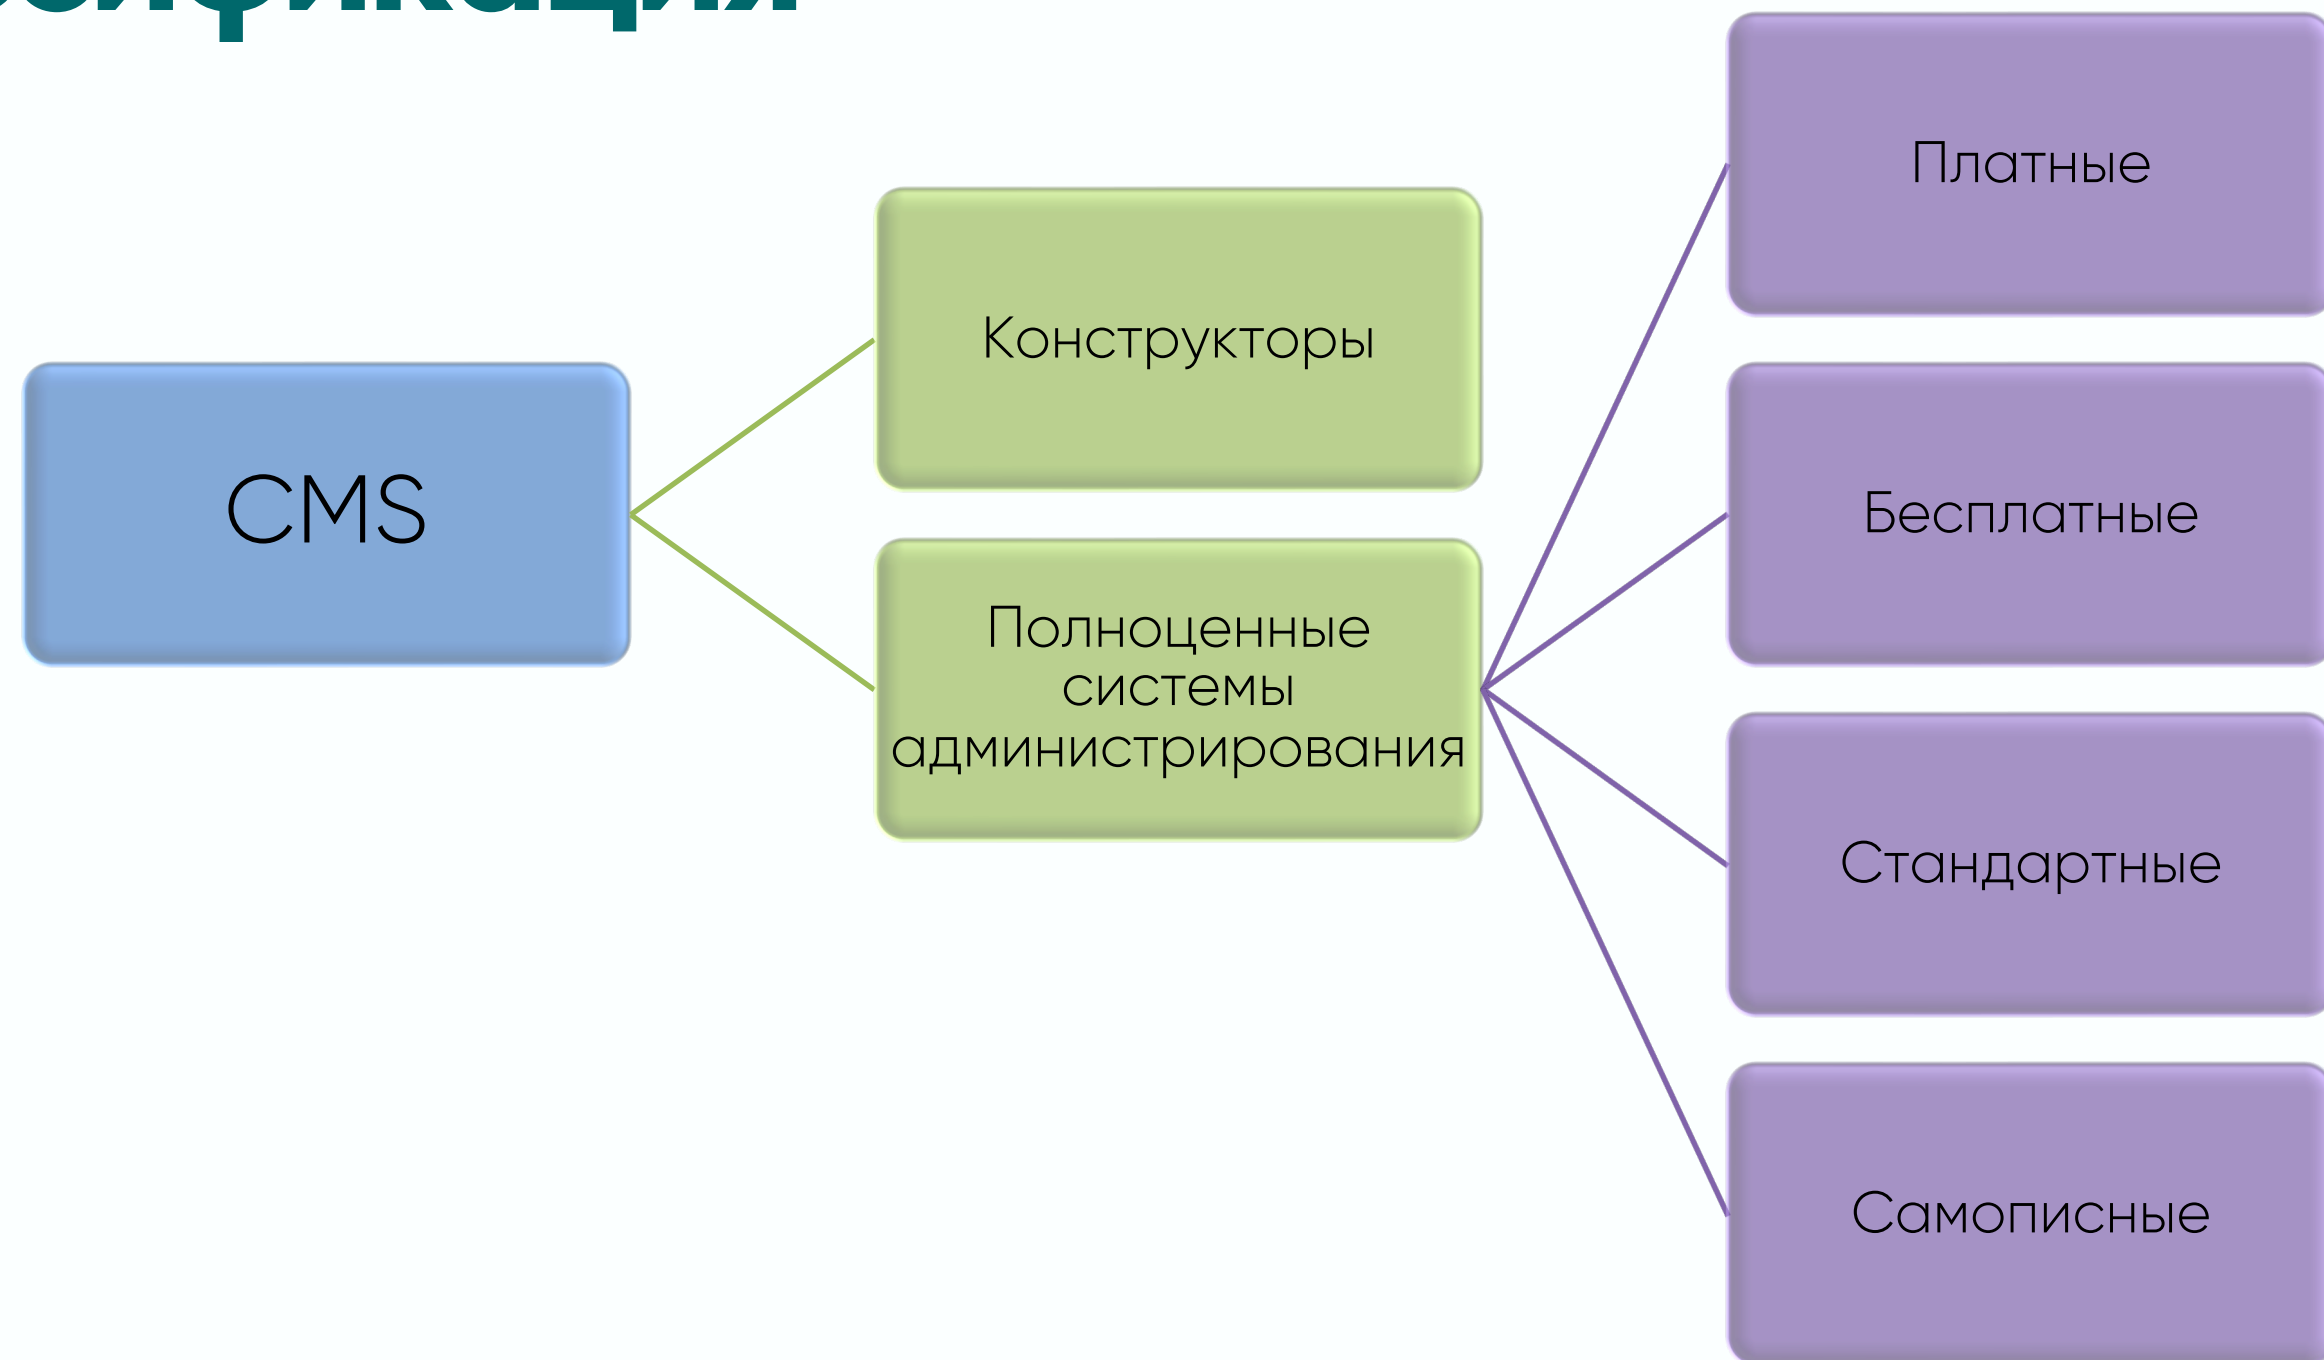 CMS
Конструкторы
Полноценные
системы
администрирования
Платные
Бесплатные
Стандартные
Самописные